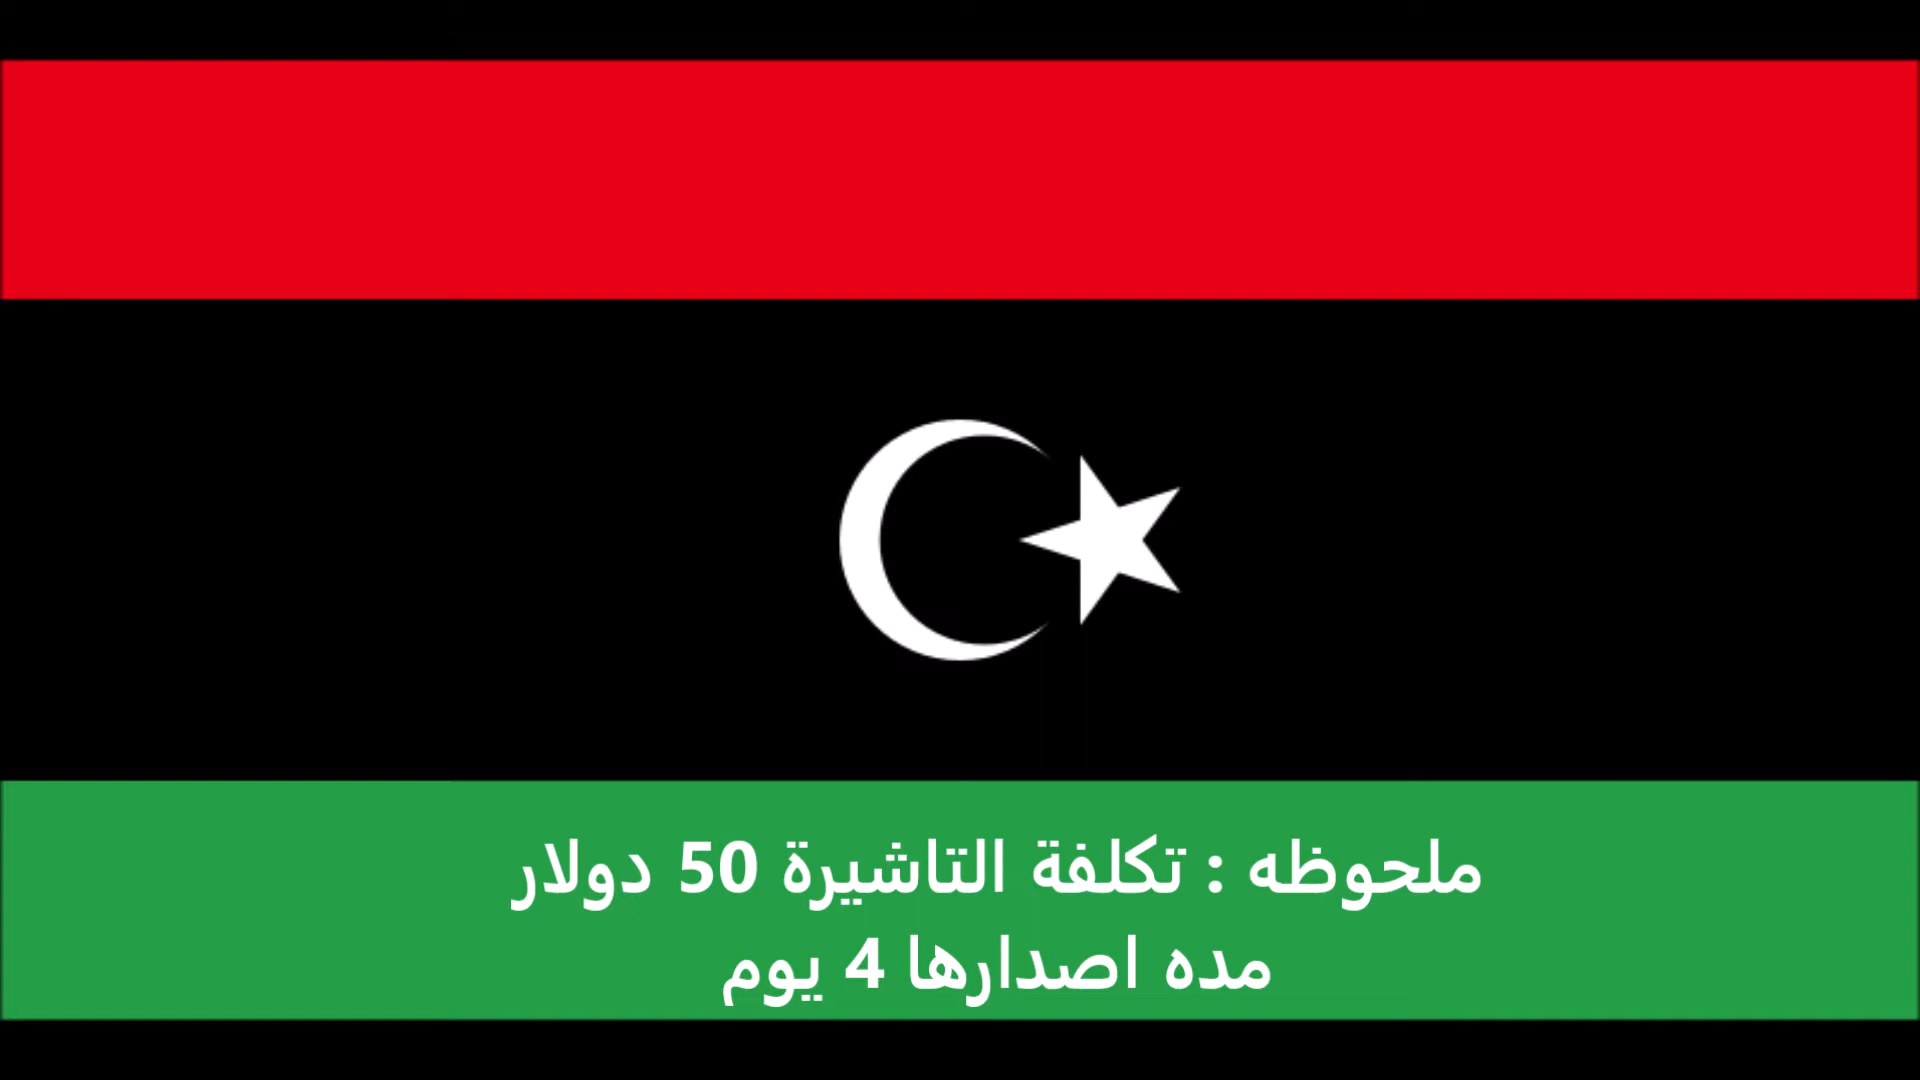 ملحوظه : تكلفة التاشيرة 50 دولار
مده اصدارها 4 يوم